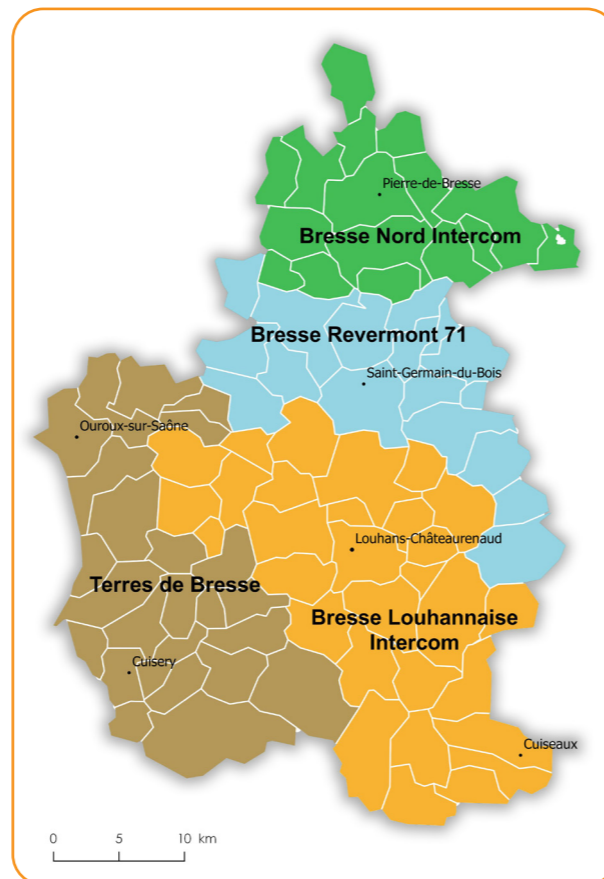 Pierre-de-Bresse
Bresse Nord Intercom
Bresse Revermont 71
Saint-Germain-du-Bois
Ouroux-sur-Saône
Louhans-Châteaurenaud
Terres de Bresse
Bresse Louhannaise
Intercom
Cuisery
Cuiseaux
0 5 10 km